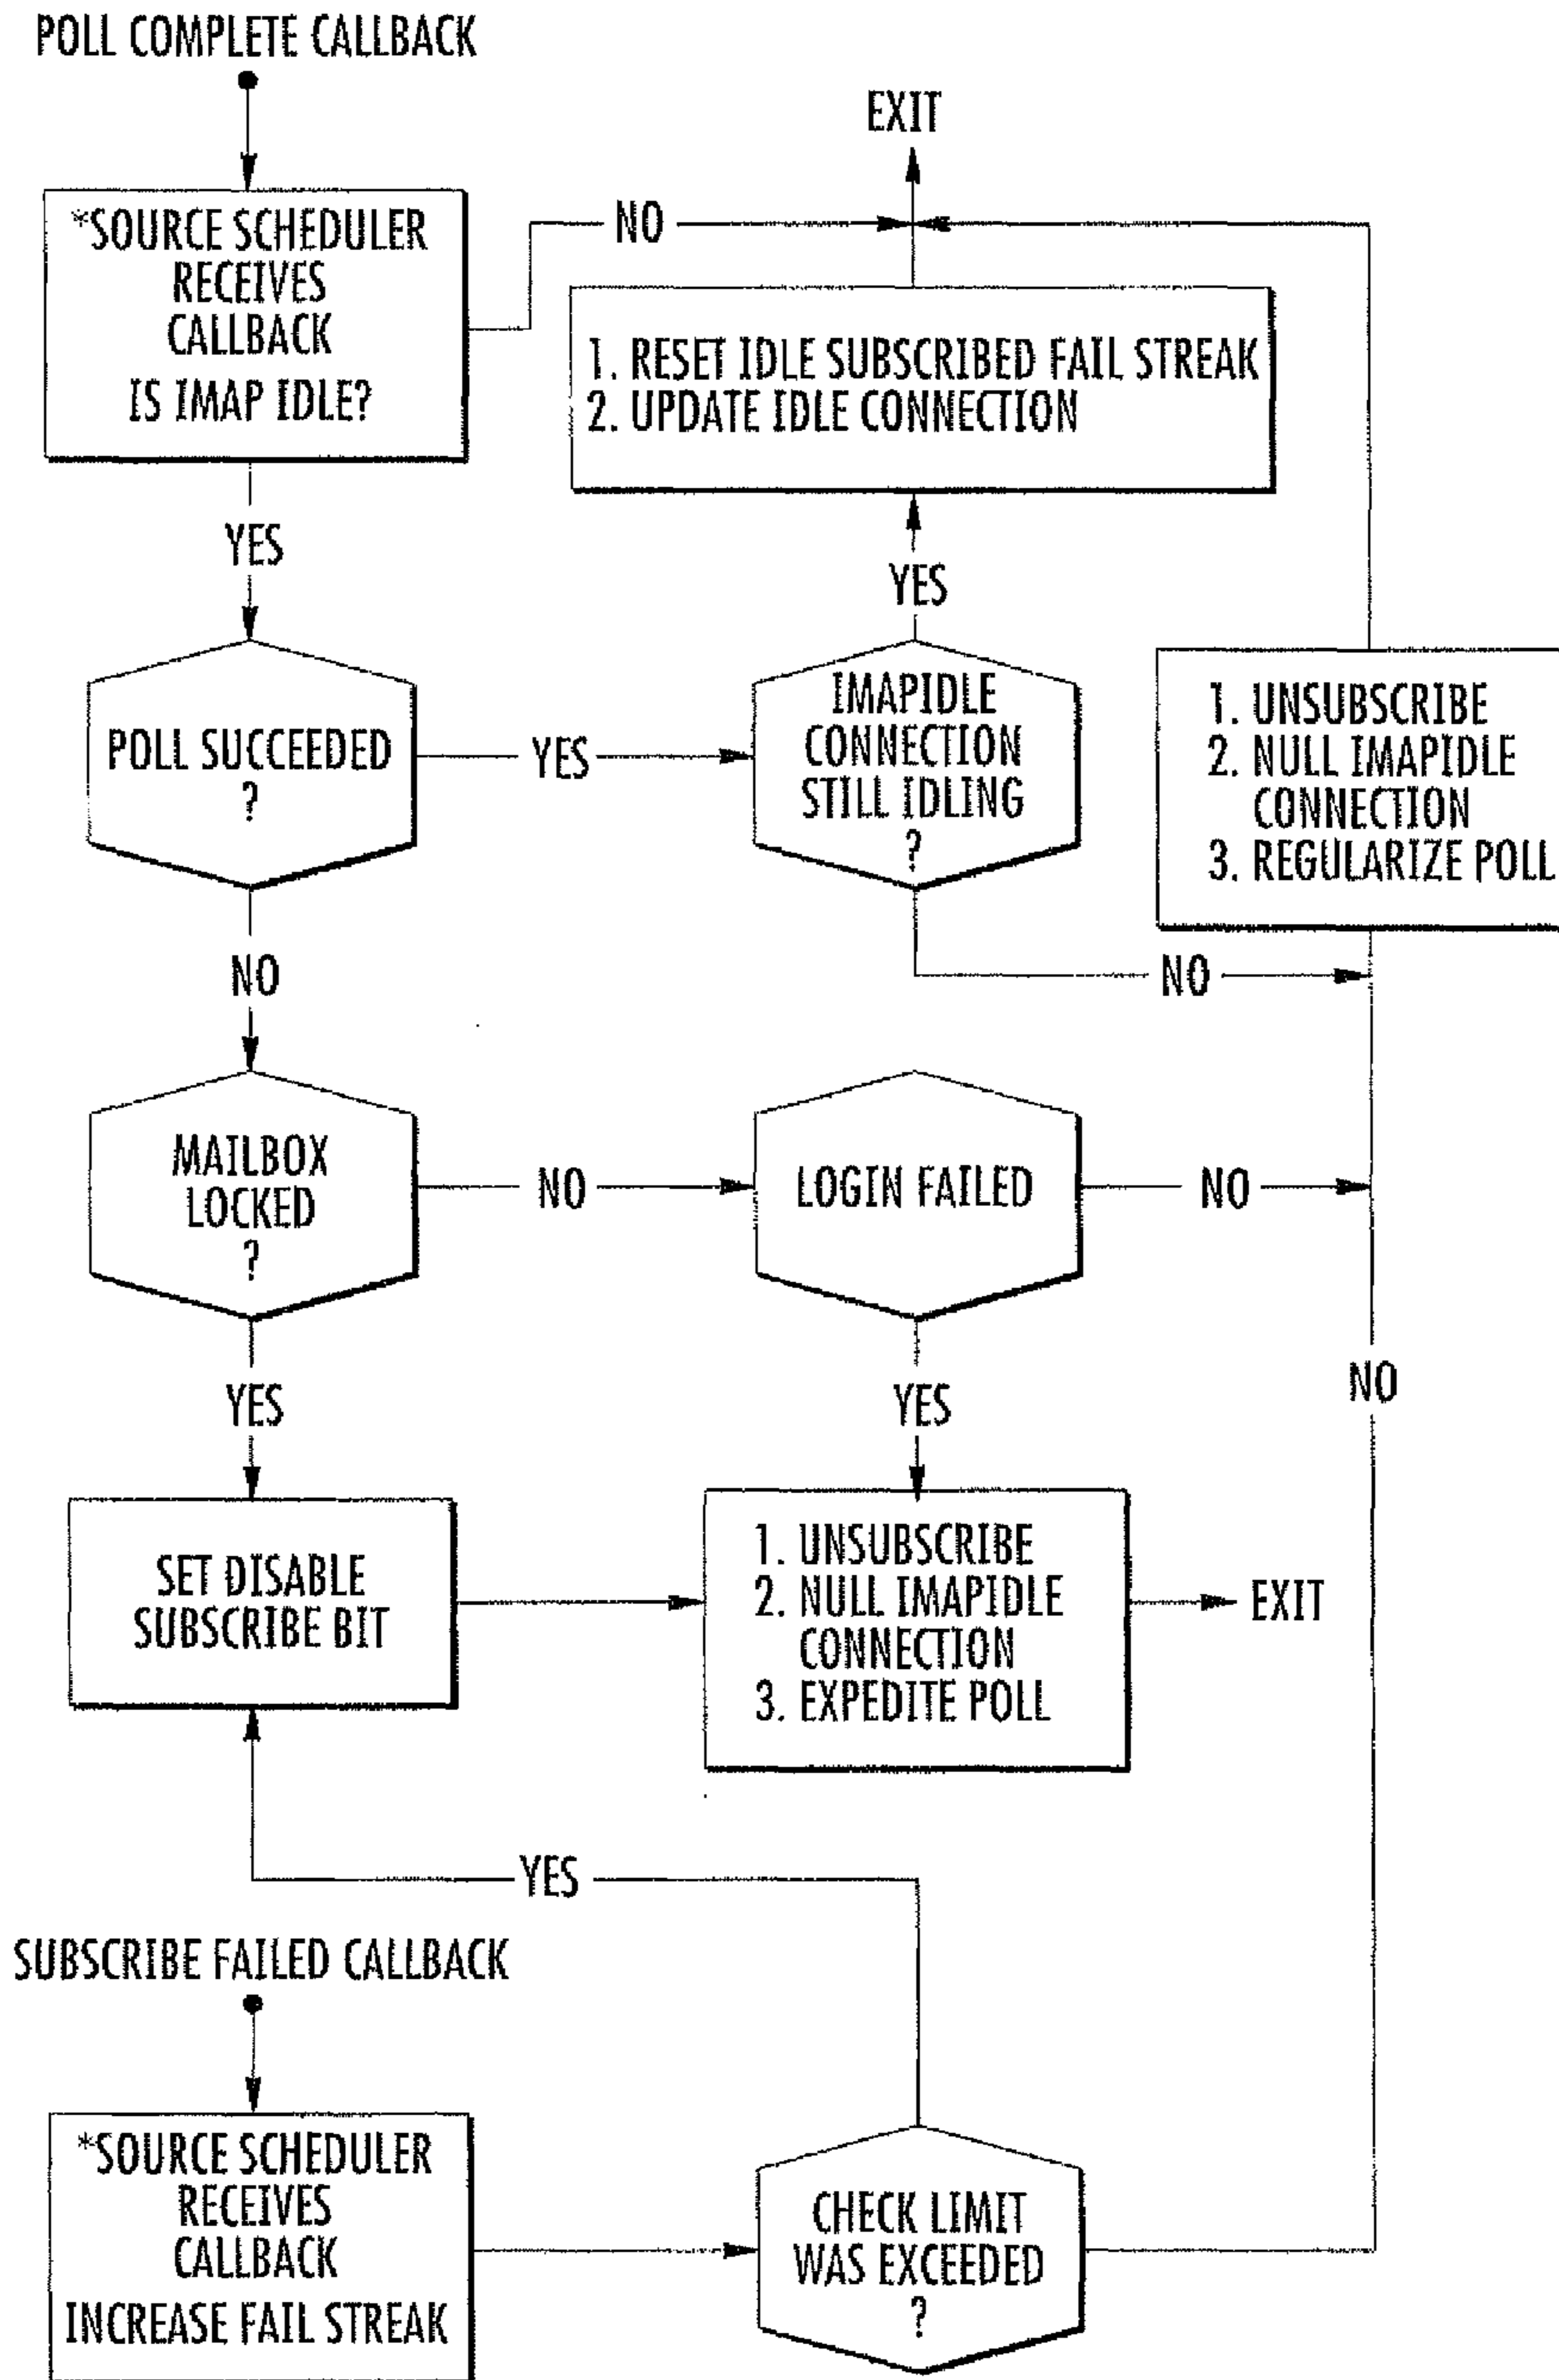 POLL COMPLETE CALLBACK
EXIT
*SOURCE SCHEDULER
RECEIVES
CALLBACK
IS IMAP IDLE?
NO
1. RESET IDLE SUBSCRIBED FAIL STREAK
2. UPDATE IDLE CONNECTION
YES
YES
POLL SUCCEEDED
?
YES
IMAPIDLE
CONNECTION
STILL IDLING
?
1. UNSUBSCRIBE
2. NULL IMAPIDLE
CONNECTION
3. REGULARIZE POLL
NO
NO
MAILBOX
LOCKED
?
NO
LOGIN FAILED
NO
YES
YES
NO
SET DISABLE
SUBSCRIBE BIT
1. UNSUBSCRIBE
2. NULL IMAPIDLE
CONNECTION
3. EXPEDITE POLL
EXIT
YES
SUBSCRIBE FAILED CALLBACK
*SOURCE SCHEDULER
RECEIVES
CALLBACK
INCREASE FAIL STREAK
CHECK LIMIT
WAS EXCEEDED
?